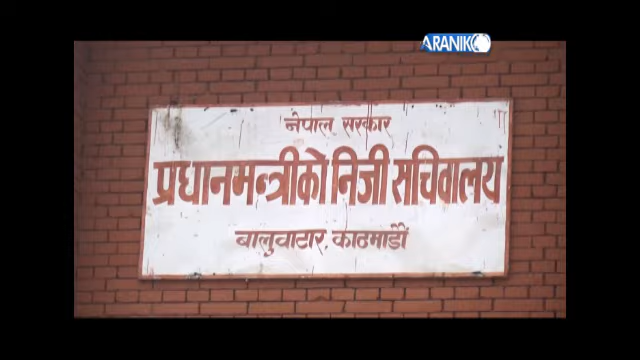 ARANIKO
नेपाल सरकार
प्रधानमन्त्रीको निजी सचिवालय
बालुवाटार, काठमाडौं